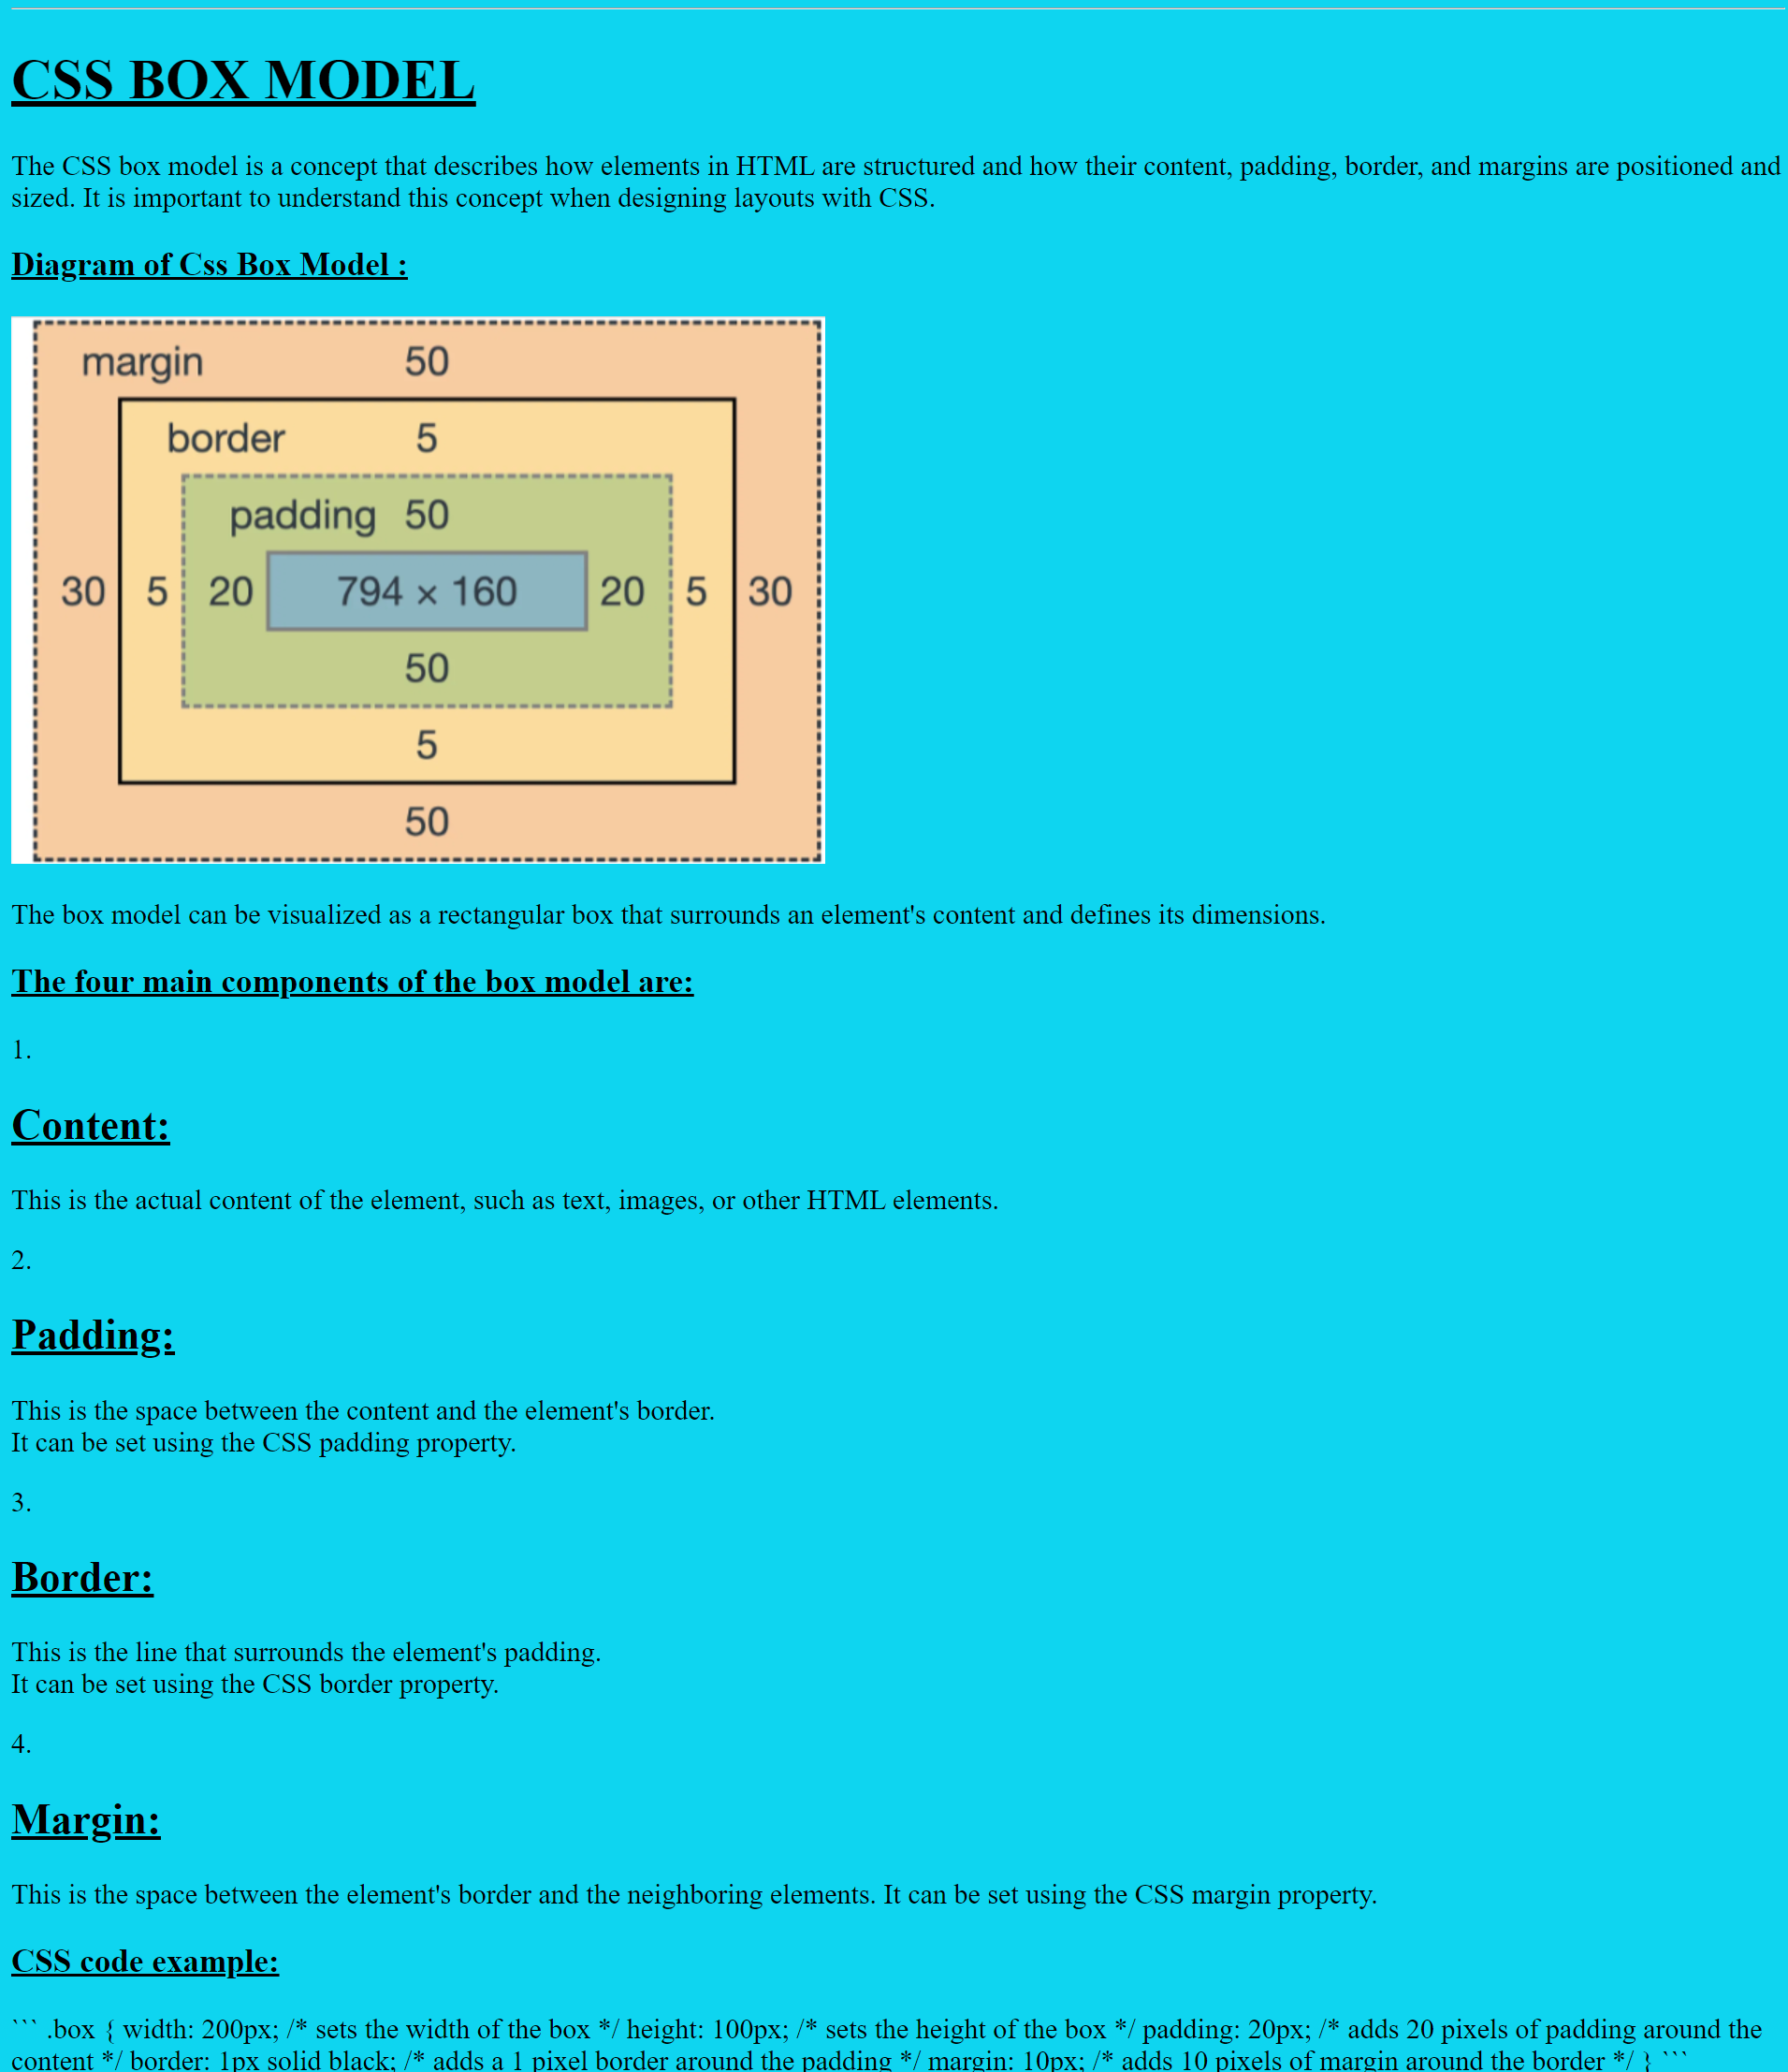 CSS BOX MODEL
The CSS box model is a concept that describes how elements in HTML are structured and how their content, padding, border, and margins are positioned and
sized. It is important to understand this concept when designing layouts with CSS.
Diagram of Css Box Model :
margin 50
border 5
padding 50
30 5 20 794 × 160 20 5 30
50
5
50
The box model can be visualized as a rectangular box that surrounds an element's content and defines its dimensions.
The four main components of the box model are:
1.
Content:
This is the actual content of the element, such as text, images, or other HTML elements.
2.
Padding:
This is the space between the content and the element's border.
It can be set using the CSS padding property.
3.
Border:
This is the line that surrounds the element's padding.
It can be set using the CSS border property.
4.
Margin:
This is the space between the element's border and the neighboring elements. It can be set using the CSS margin property.
CSS code example:
``` .box { width: 200px; /* sets the width of the box */ height: 100px; /* sets the height of the box */ padding: 20px; /* adds 20 pixels of padding around the
content */ border: 1px solid black; /* adds a 1 pixel border around the padding */ margin: 10px; /* adds 10 pixels of margin around the border */ } ```